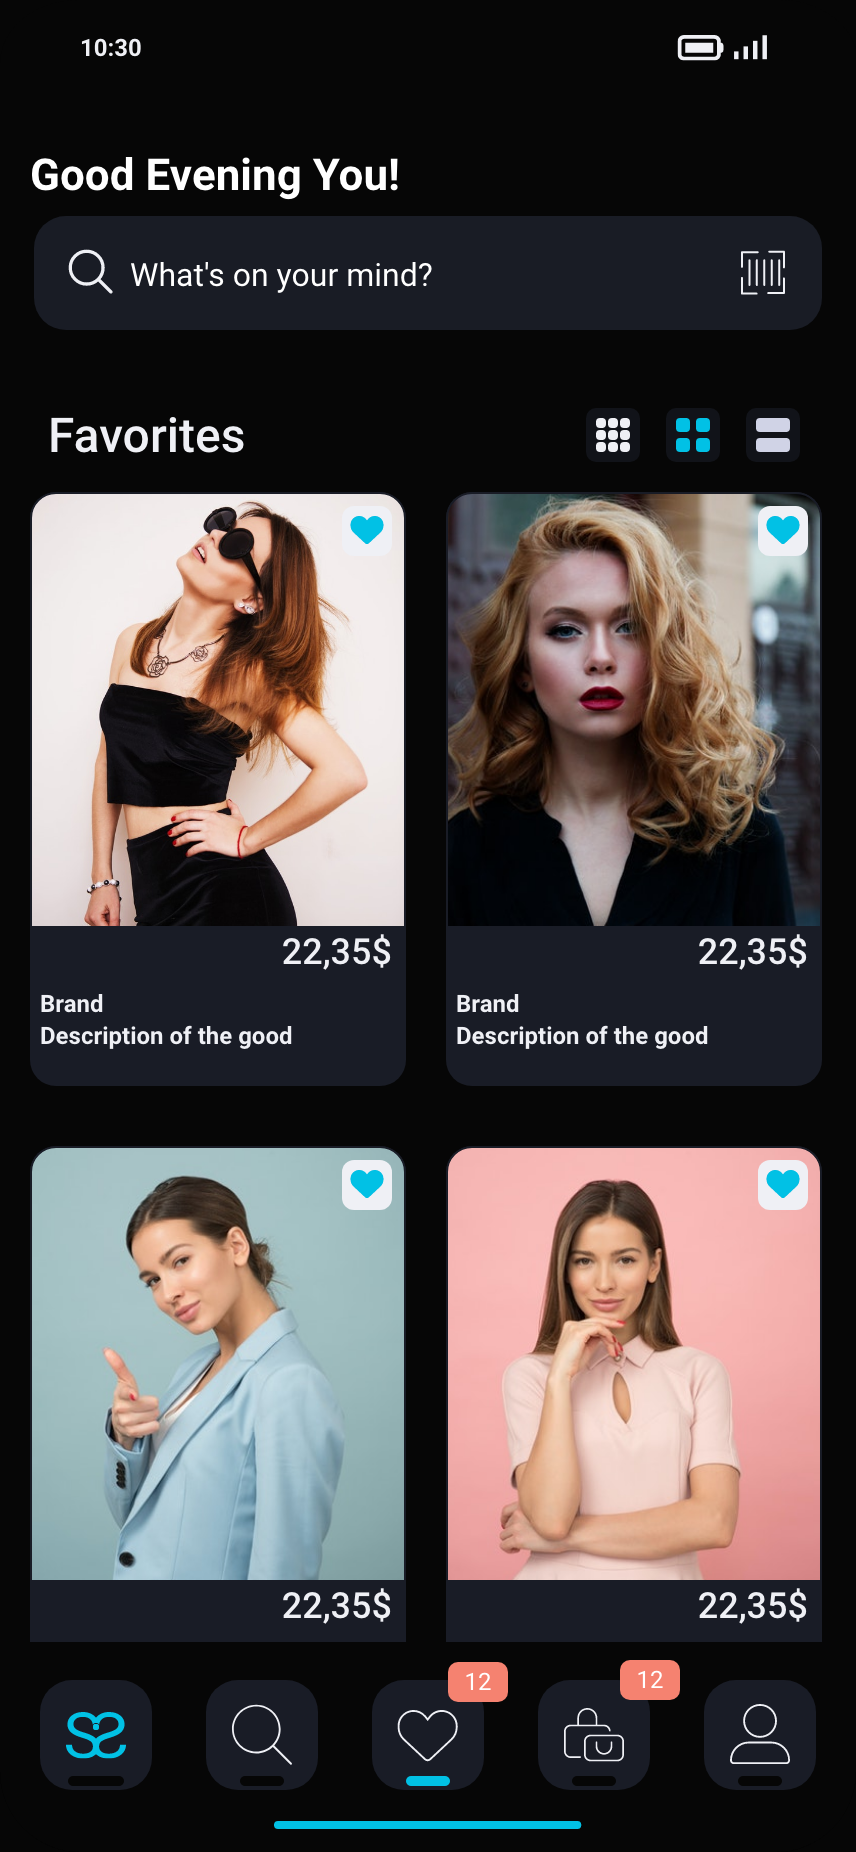 10:30
Good Evening You!
What's on your mind?
Favorites
22,35$
Brand
Description of the good
22,35$
Brand
Description of the good
22,35$
22,35$
12
12